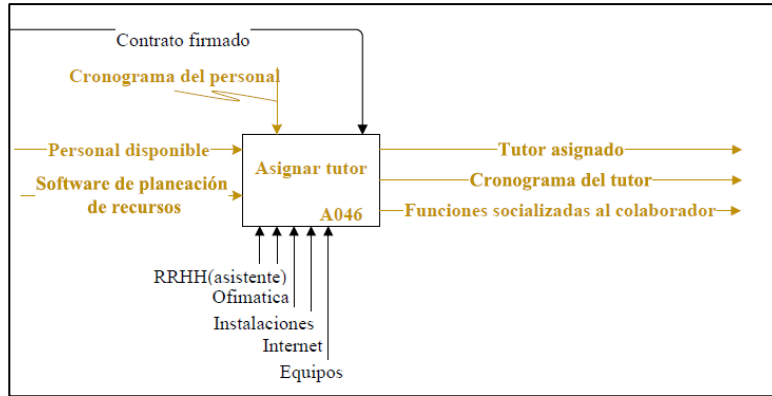 Contrato firmado
Cronograma del personal
Personal disponible
Software de planeación
de recursos
Asignar tutor
A046
Tutor asignado
Cronograma del tutor
Funciones socializadas al colaborador
RRHH(asistente)
Ofimatica
Instalaciones
Internet
Equipos